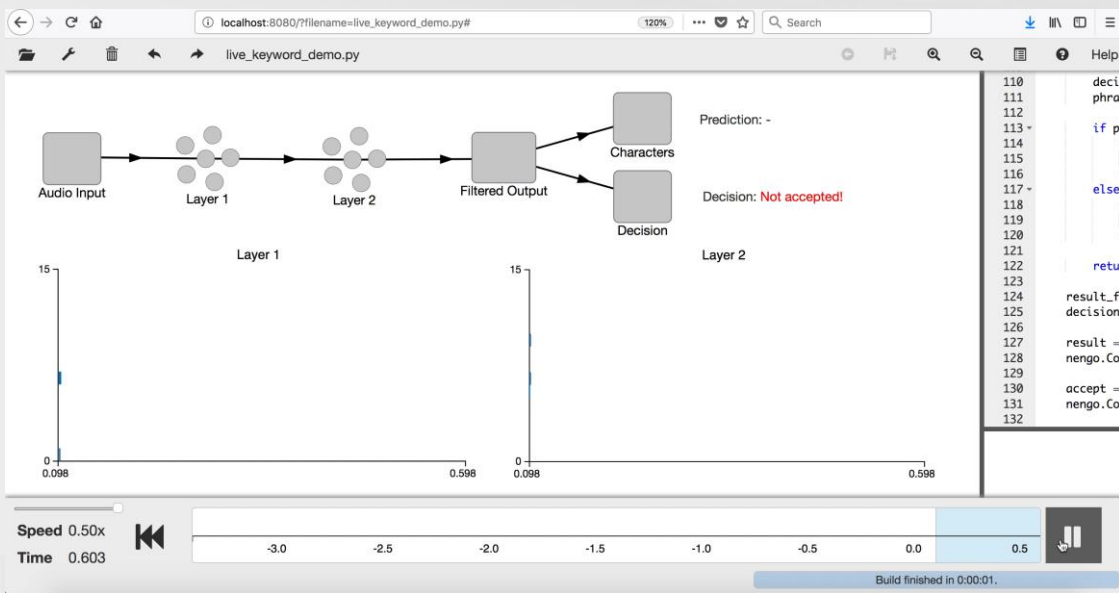 localhost:8080/?filename=live_keyword_demo.py#
120%
Search
live_keyword_demo.py
Help
Audio Input
Layer 1
Layer 2
Filtered Output
Characters
Decision
Prediction: -
Decision: Not accepted!
Layer 1
15
0
0.098
0.598
Layer 2
15
0
0.098
0.598
110 deci
111 phra
112
113 if p
114
115
116
117 else
118
119
120
121
122 retu
123
124 result_f
125 decision
126
127 result =
128 nengo.Co
129
130 accept =
131 nengo.Co
132
Speed 0.50x
Time 0.603
-3.0 -2.5 -2.0 -1.5 -1.0 -0.5 0.0 0.5
Build finished in 0:00:01.